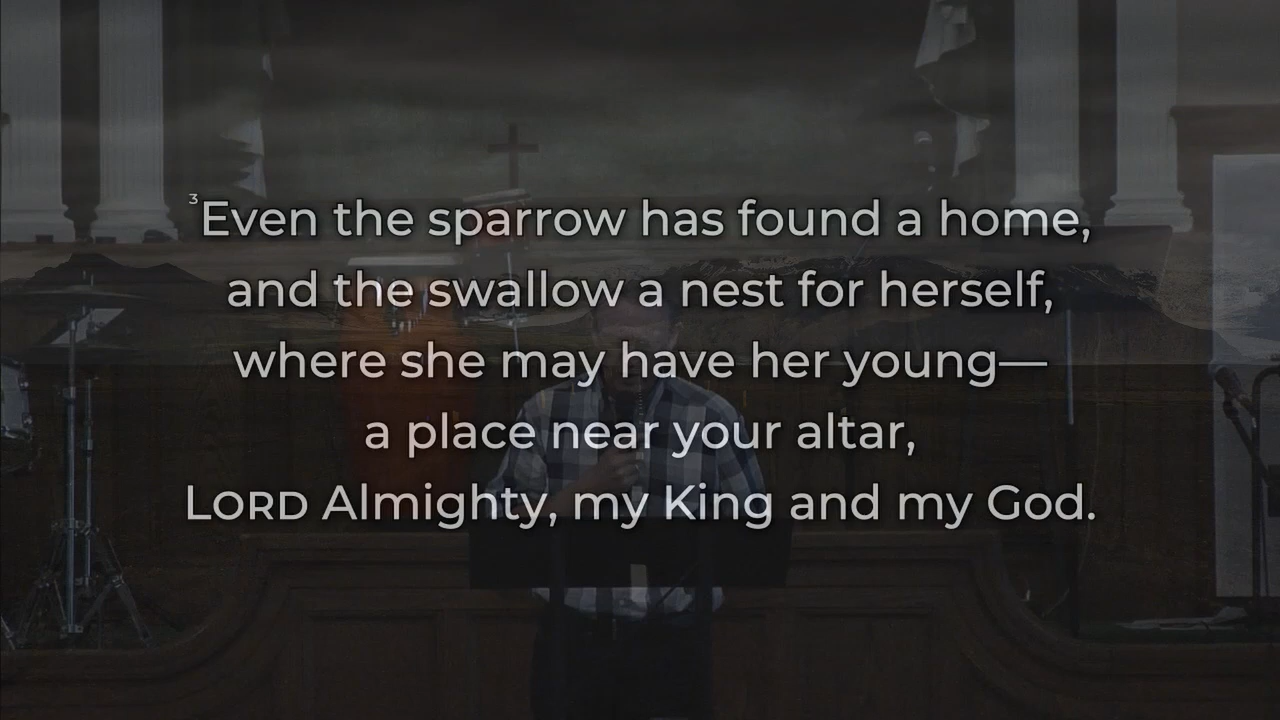 ³Even the sparrow has found a home,
and the swallow a nest for herself,
where she may have her young—
a place near your altar,
LORD Almighty, my King and my God.